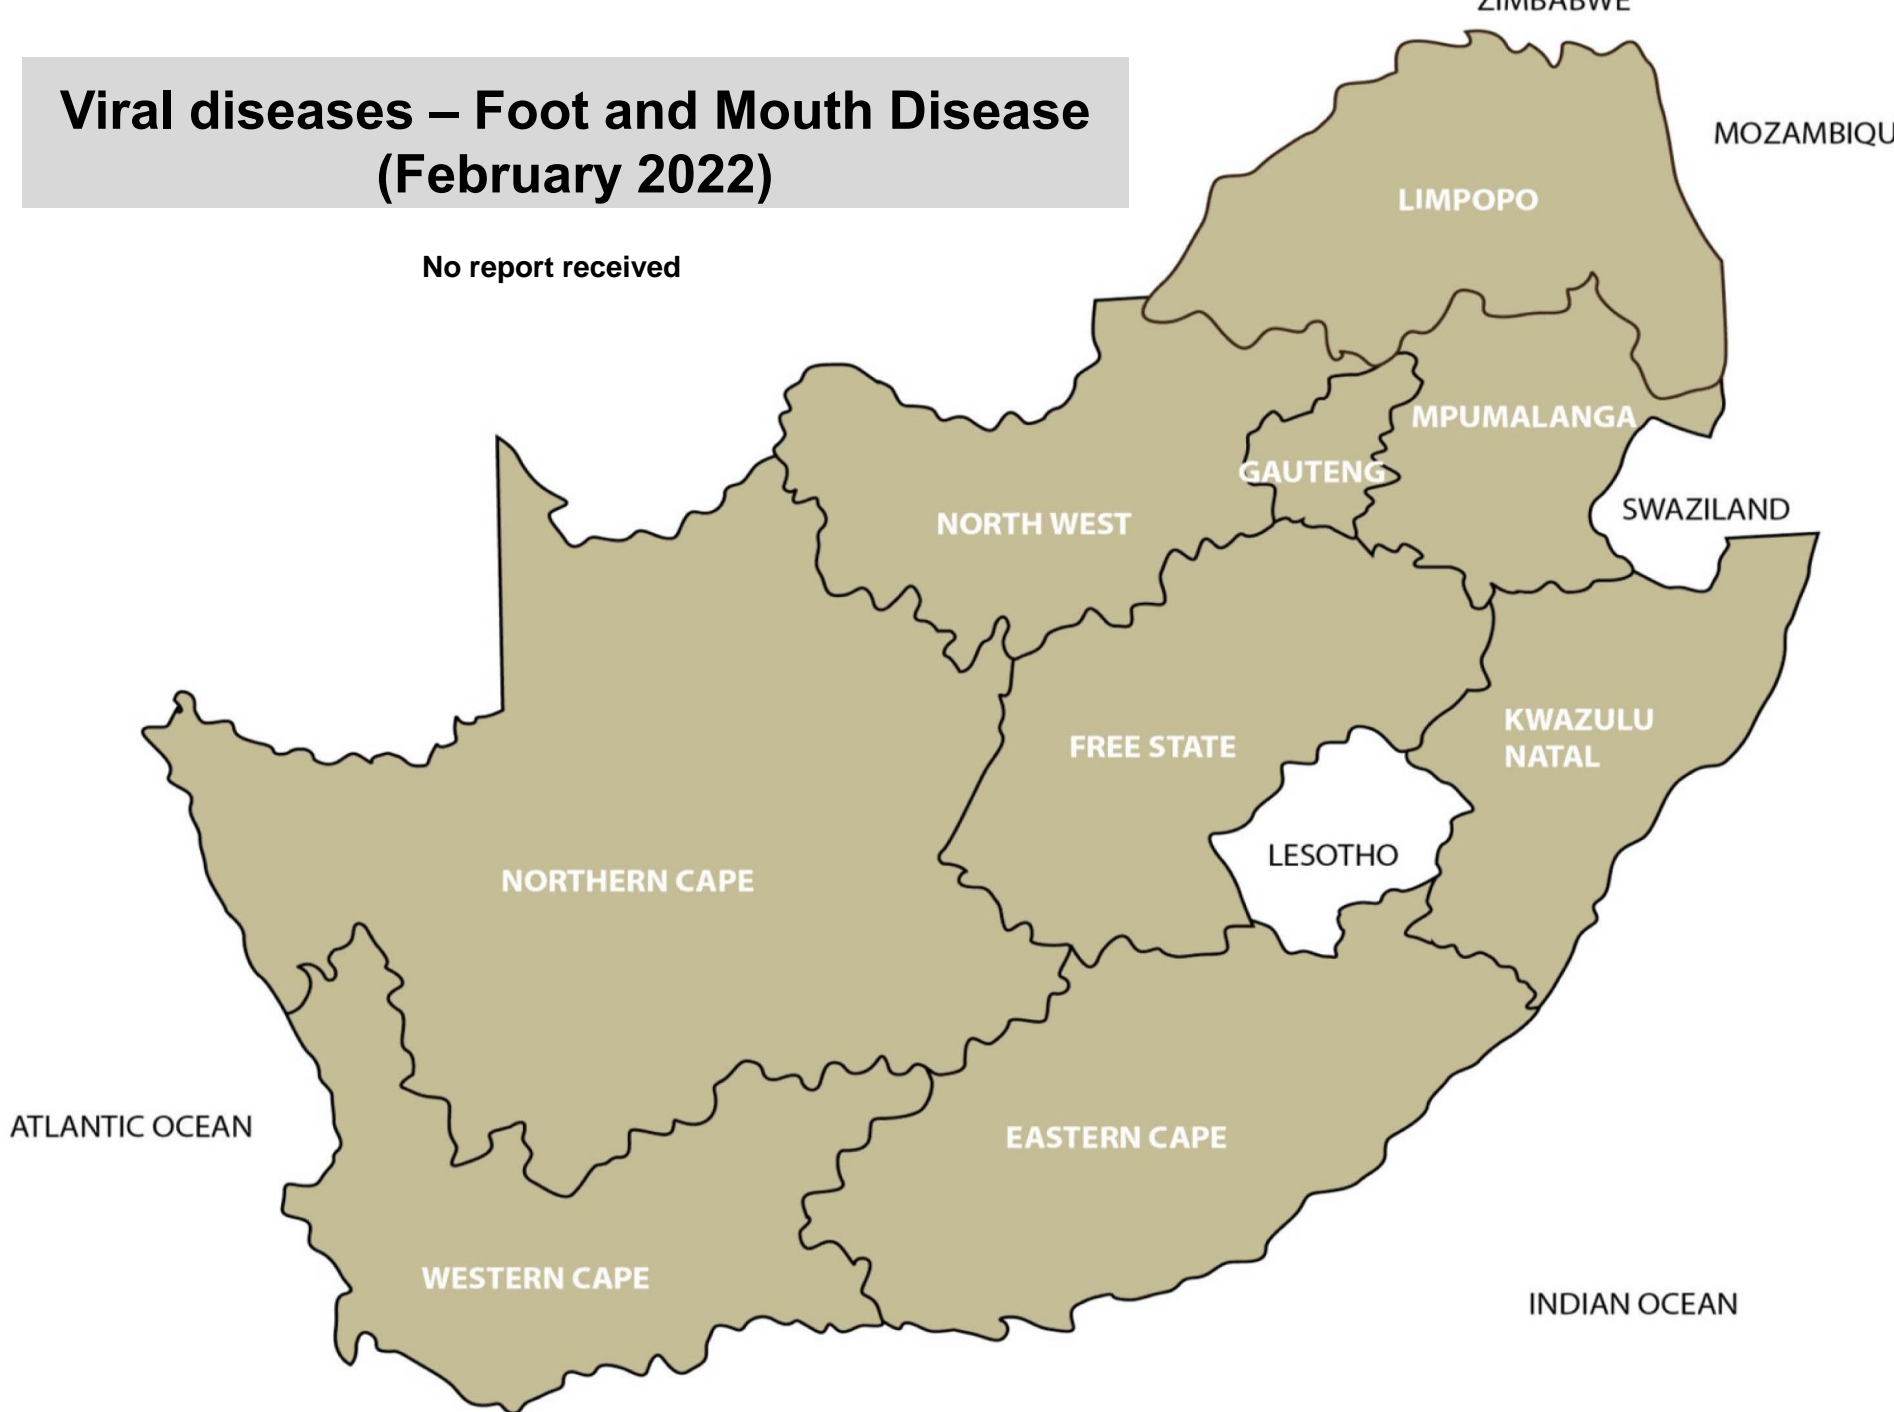 ZIMBABWE
Viral diseases – Foot and Mouth Disease
(February 2022)
MOZAMBIQU
LIMPOPO
No report received
MPUMALANGA
GAUTENG
SWAZILAND
NORTH WEST
KWAZULU
NATAL
FREE STATE
LESOTHO
NORTHERN CAPE
ATLANTIC OCEAN
EASTERN CAPE
WESTERN CAPE
INDIAN OCEAN